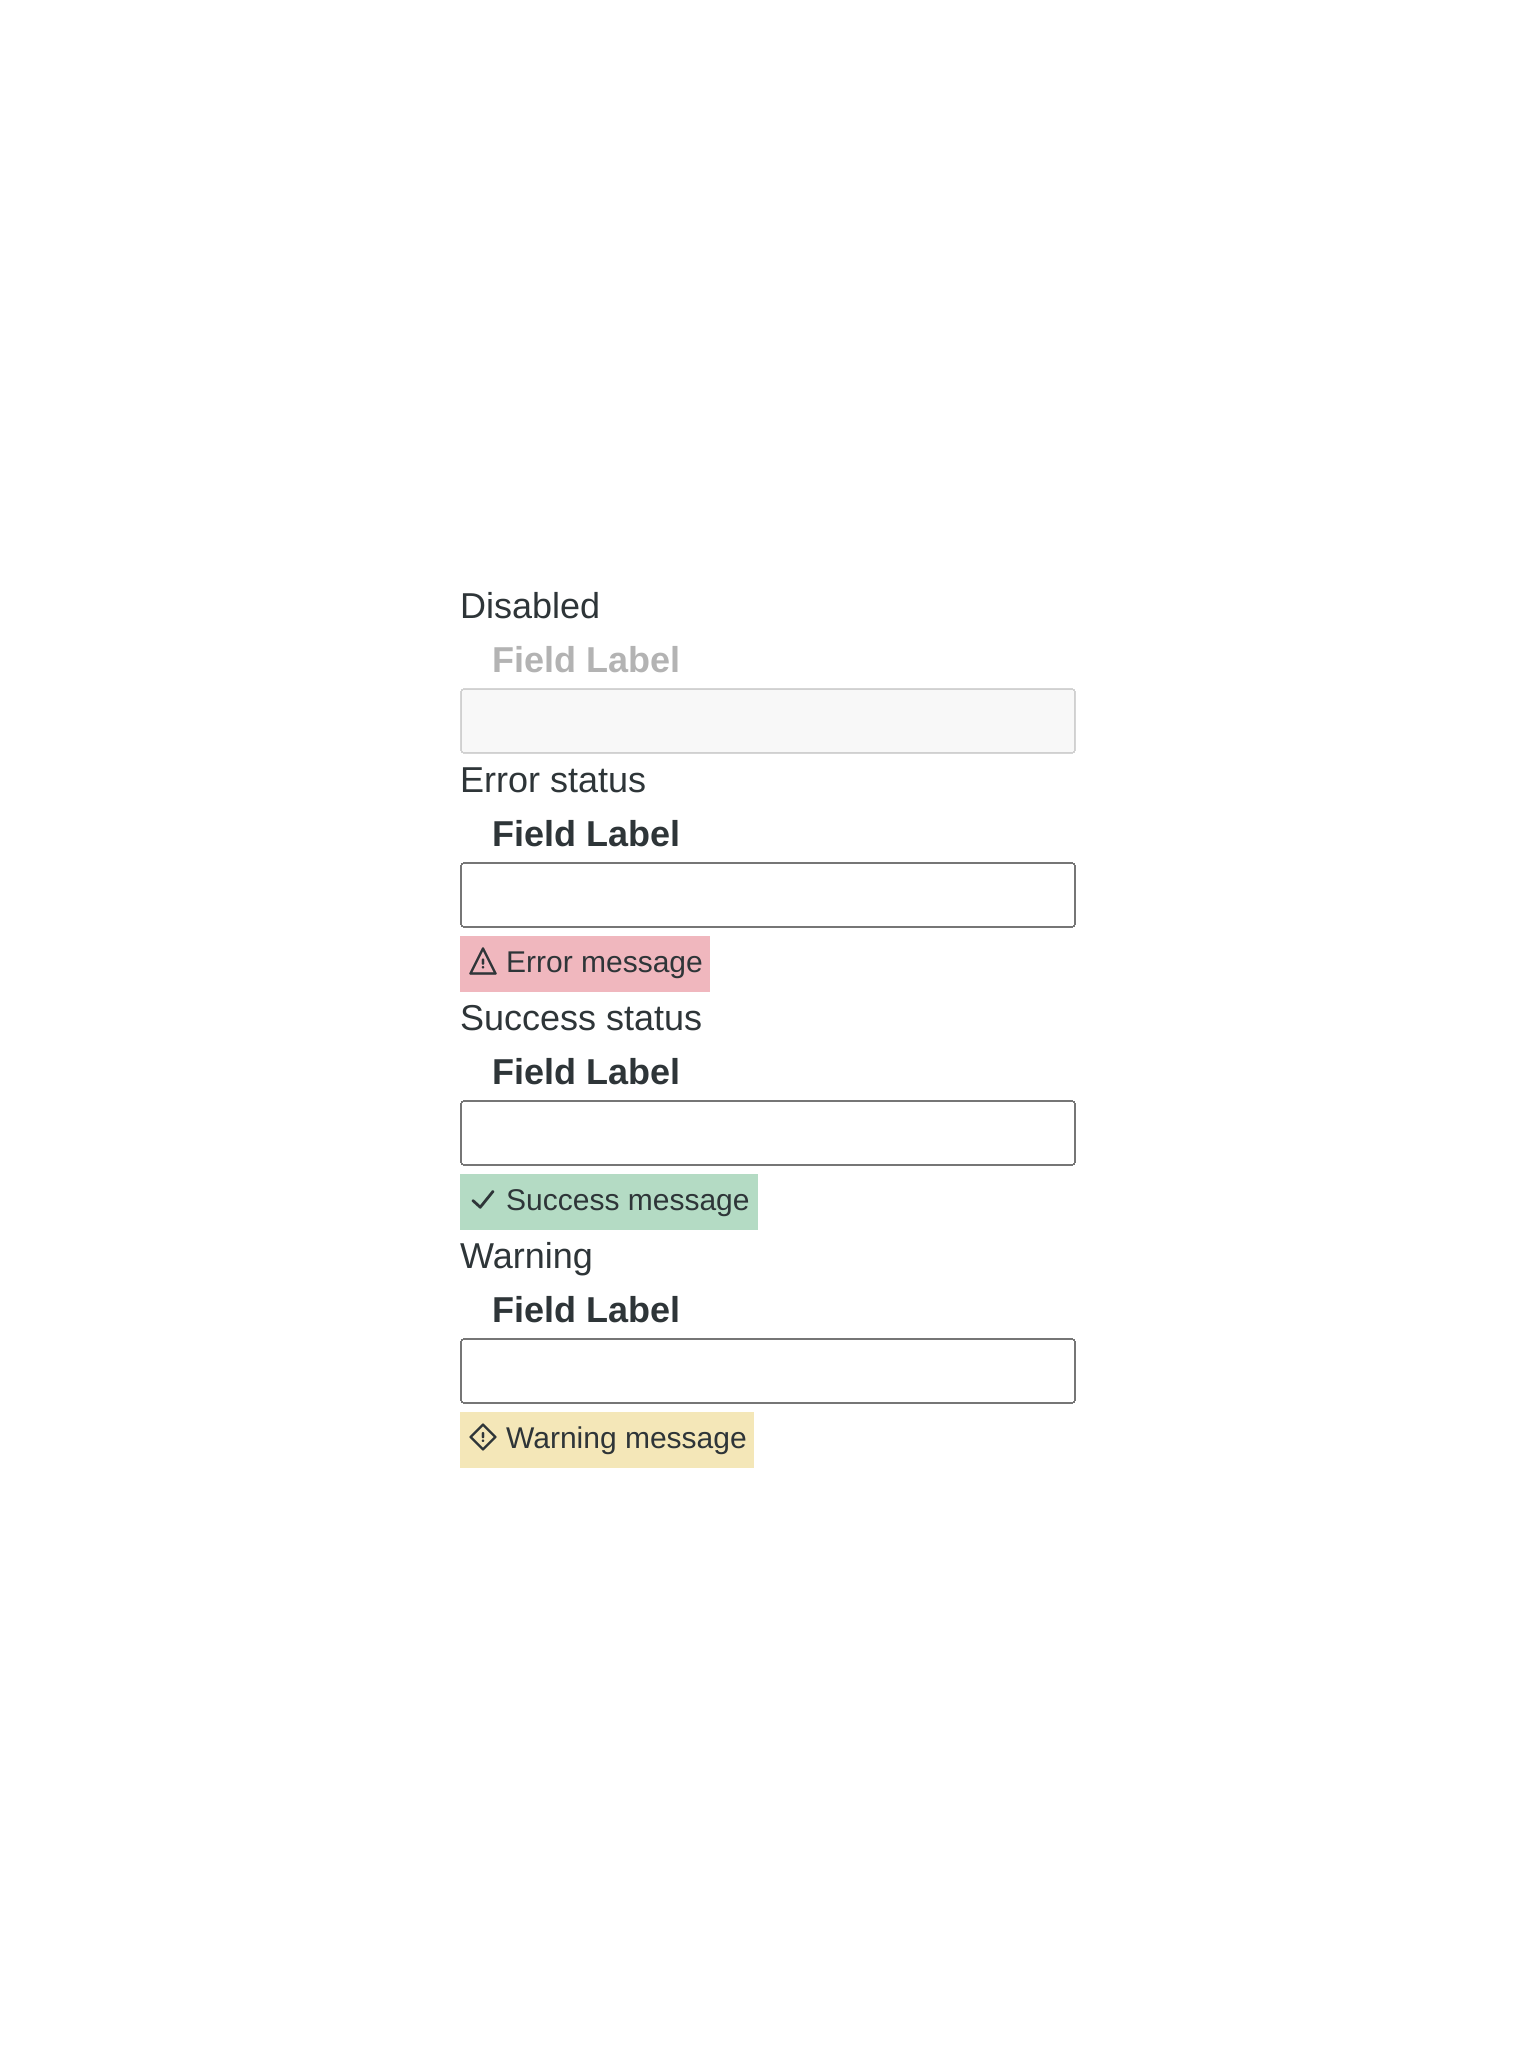 Disabled
Field Label
Error status
Field Label
Error message
Success status
Field Label
Success message
Warning
Field Label
Warning message